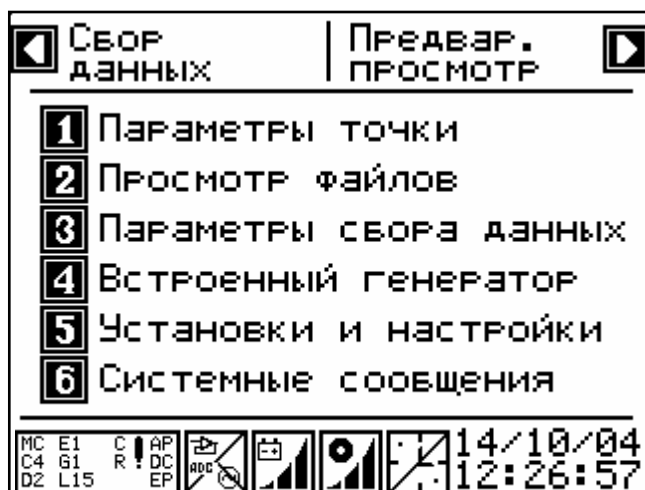 Сбор данных
Предвар. просмотр
1 Параметры точки
2 Просмотр файлов
3 Параметры сбора данных
4 Встроенный генератор
5 Установки и настройки
6 Системные сообщения
MC E1 C ! AP
C4 G1 R DC
D2 L15 EP
ADC
14/10/04
12:26:57